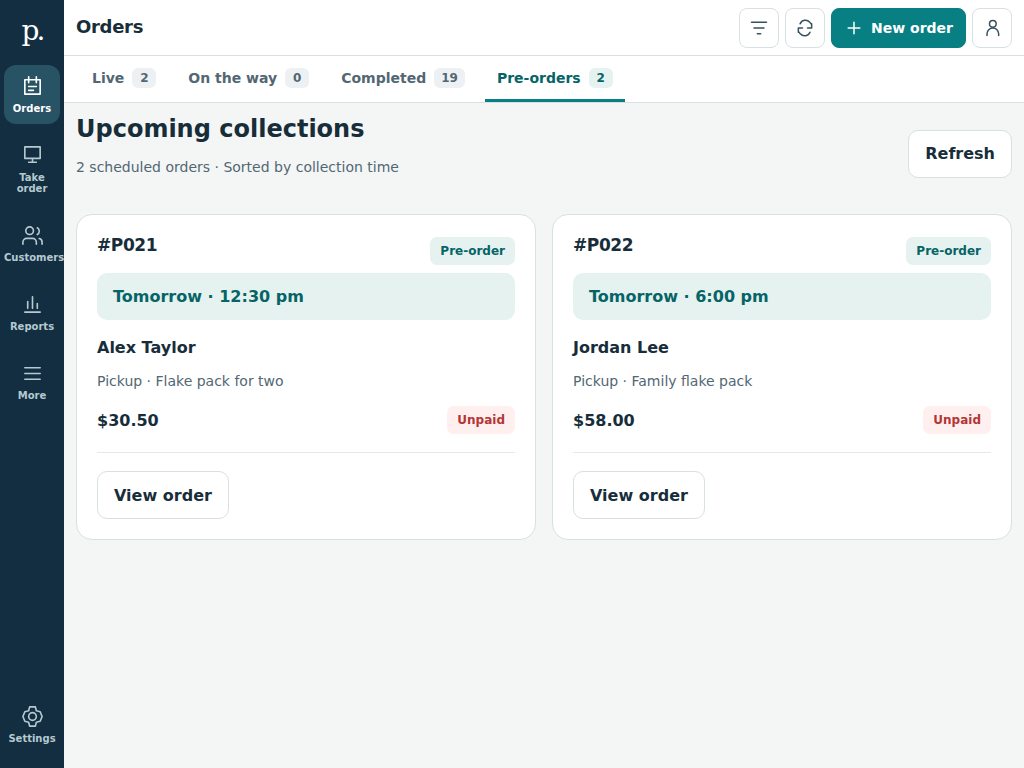 p.
Orders
New order
Orders
Take
order
Customers
Reports
More
Settings
Live 2
On the way 0
Completed 19
Pre-orders 2
Upcoming collections
2 scheduled orders · Sorted by collection time
Refresh
#P021
Pre-order
Tomorrow · 12:30 pm
Alex Taylor
Pickup · Flake pack for two
$30.50
Unpaid
View order
#P022
Pre-order
Tomorrow · 6:00 pm
Jordan Lee
Pickup · Family flake pack
$58.00
Unpaid
View order